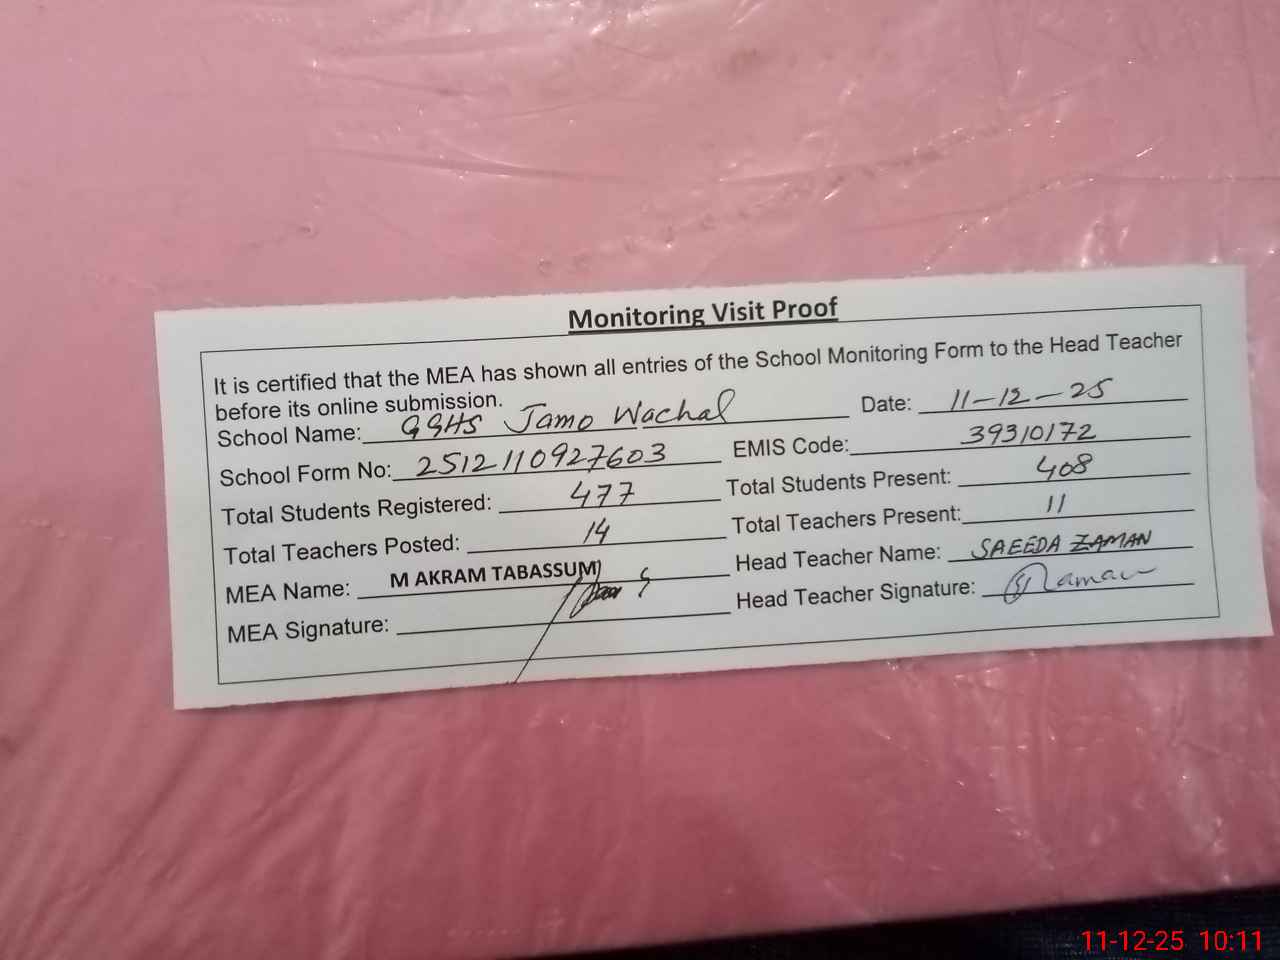 Monitoring Visit Proof
It is certified that the MEA has shown all entries of the School Monitoring Form to the Head Teacher
before its online submission.
School Name: GGHS Jamo Wachal Date: 11-12-25
School Form No: 2512110927603 EMIS Code: 39310172
Total Students Registered: 477 Total Students Present: 408
Total Teachers Posted: 14 Total Teachers Present: 11
MEA Name: M AKRAM TABASSUM Head Teacher Name: SAEEDA ZAMAN
MEA Signature: Head Teacher Signature:
11-12-25 10:11